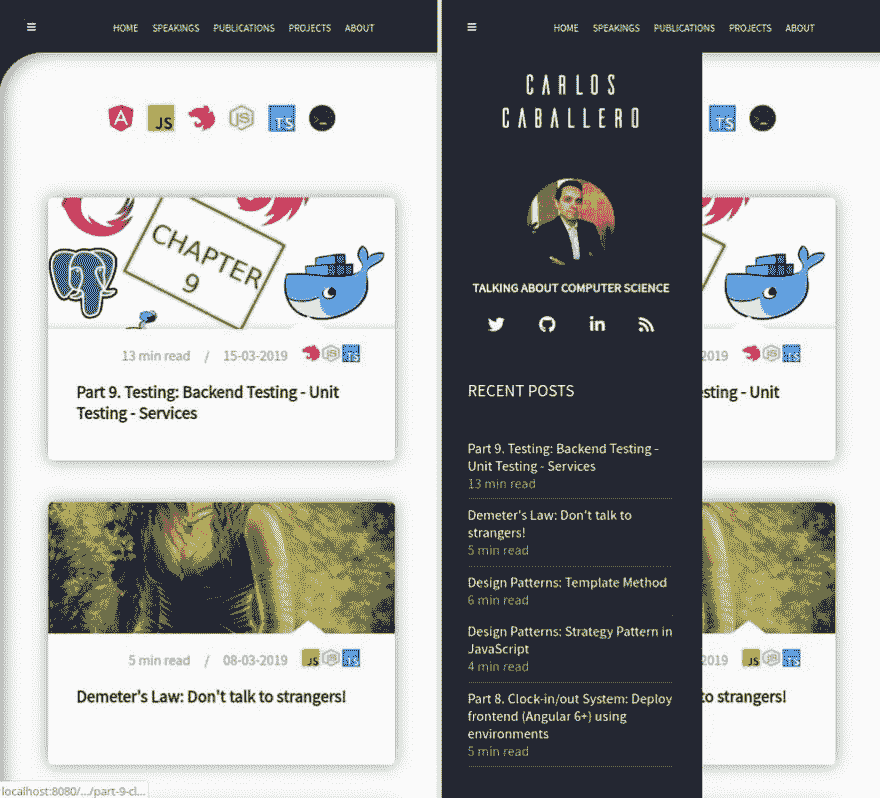 HOME SPEAKINGS PUBLICATIONS PROJECTS ABOUT
JS JS TS >_
CHAPTER
9
13 min read / 15-03-2019 JS TS
Part 9. Testing: Backend Testing - Unit
Testing - Services
5 min read / 08-03-2019 JS JS TS
Demeter's Law: Don't talk to strangers!
localhost:8080/.../part-9-cl...
HOME SPEAKINGS PUBLICATIONS PROJECTS ABOUT
CARLOS
CABALLERO
TALKING ABOUT COMPUTER SCIENCE
in
RECENT POSTS
Part 9. Testing: Backend Testing -
Unit Testing - Services
13 min read
Demeter's Law: Don't talk to
strangers!
5 min read
Design Patterns: Template Method
6 min read
Design Patterns: Strategy Pattern in
JavaScript
4 min read
Part 8. Clock-in/out System: Deploy
frontend (Angular 6+) using
environments
5 min read
TS >_
2019 JS TS
sting - Unit
2019 JS JS TS
to strangers!